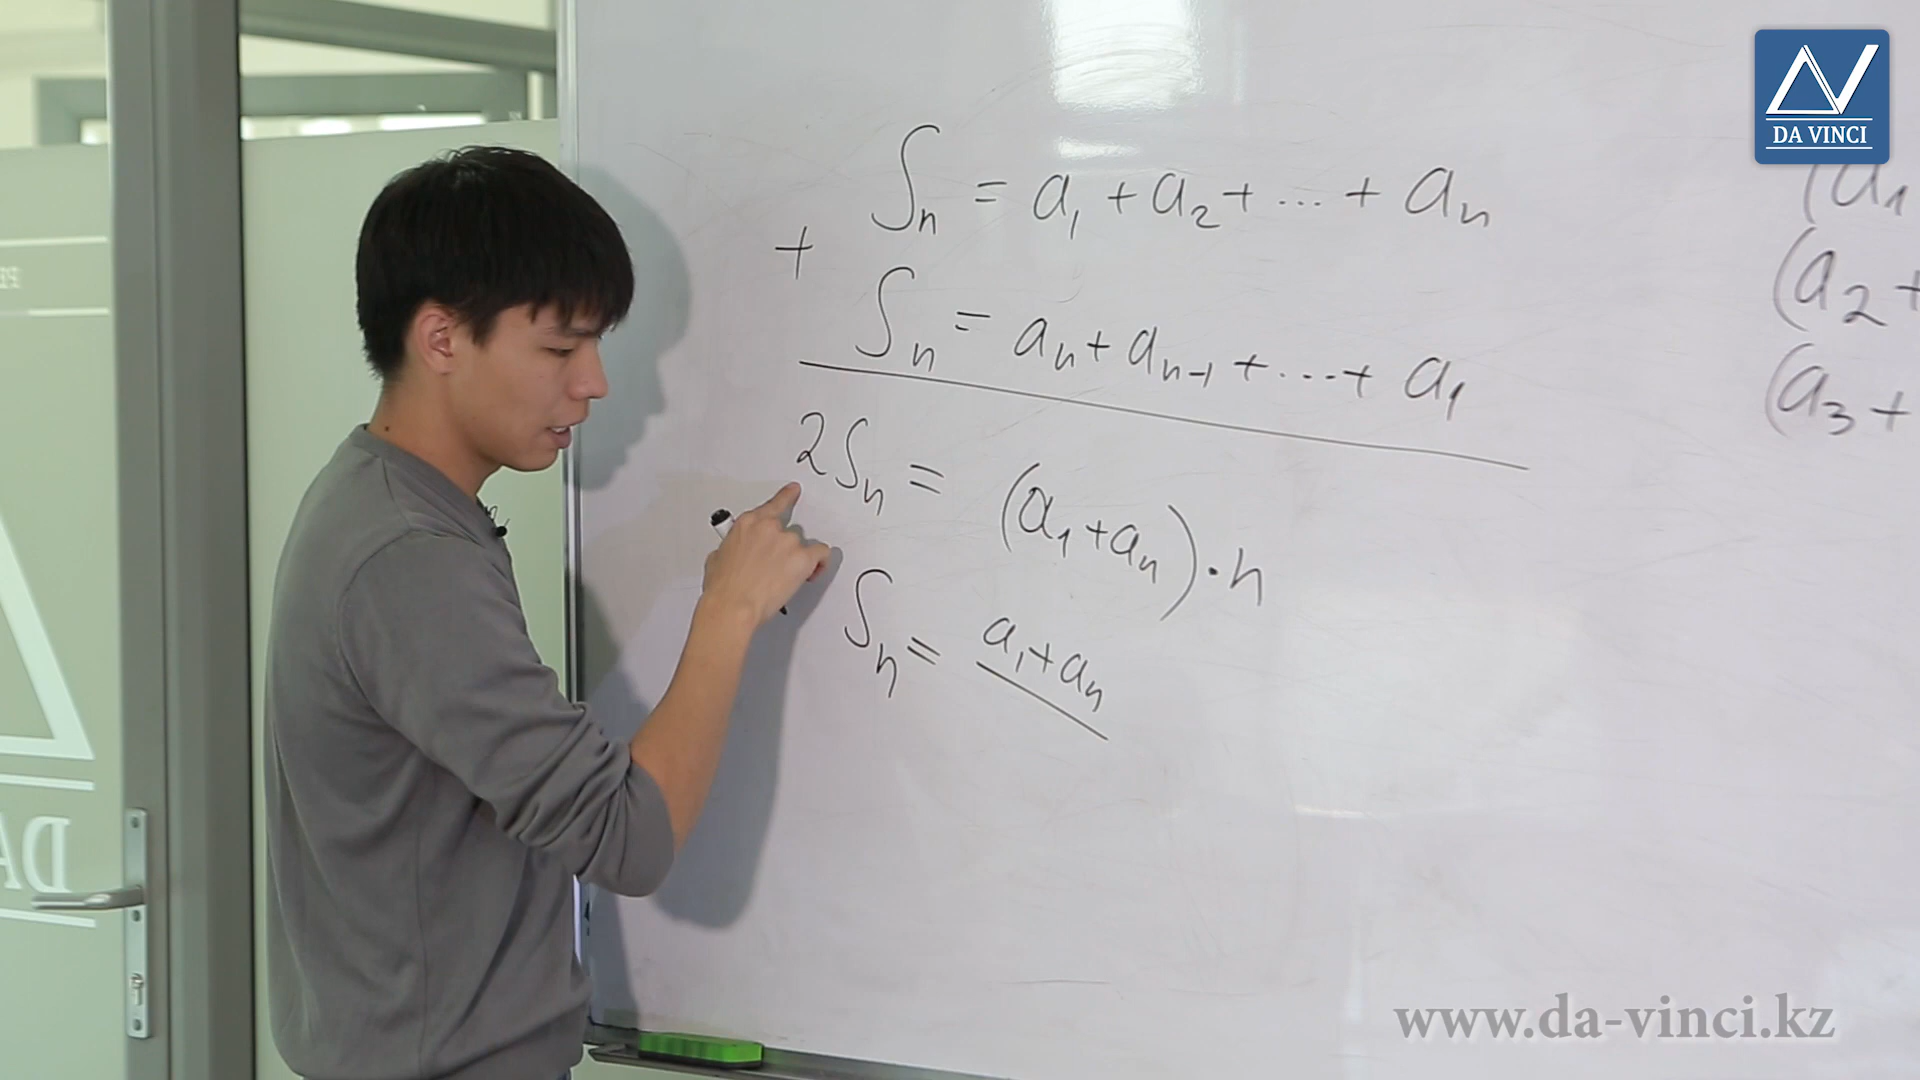 DA VINCI
Sn = a1 + a2 + ... + an
+
Sn = an + an-1 + ... + a1
2Sn = (a1 + an) · n
Sn = a1 + an
(a1
(a2 +
(a3 +
DA
www.da-vinci.kz